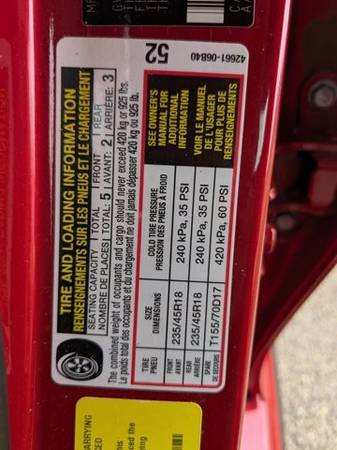 42661-06B40
52
TIRE AND LOADING INFORMATION
RENSEIGNEMENTS SUR LES PNEUS ET LE CHARGEMENT
SEATING CAPACITY | TOTAL | FRONT | REAR
NOMBRE DE PLACES | TOTAL: 5 | AVANT: 2 | ARRIÈRE: 3
The combined weight of occupants and cargo should never exceed 420 kg or 925 lbs.
Le poids total des occupants et du chargement ne doit jamais dépasser 420 kg ou 925 lb.
TIRE
PNEU
SIZE
DIMENSIONS
COLD TIRE PRESSURE
PRESSION DES PNEUS À FROID
FRONT
AVANT
235/45R18
240 kPa, 35 PSI
REAR
ARRIÈRE
235/45R18
240 kPa, 35 PSI
SPARE
DE SECOURS
T155/70D17
420 kPa, 60 PSI
SEE OWNER'S
MANUAL FOR
ADDITIONAL
INFORMATION
VOIR LE MANUEL
DE L'USAGER
POUR PLUS DE
RENSEIGNEMENTS